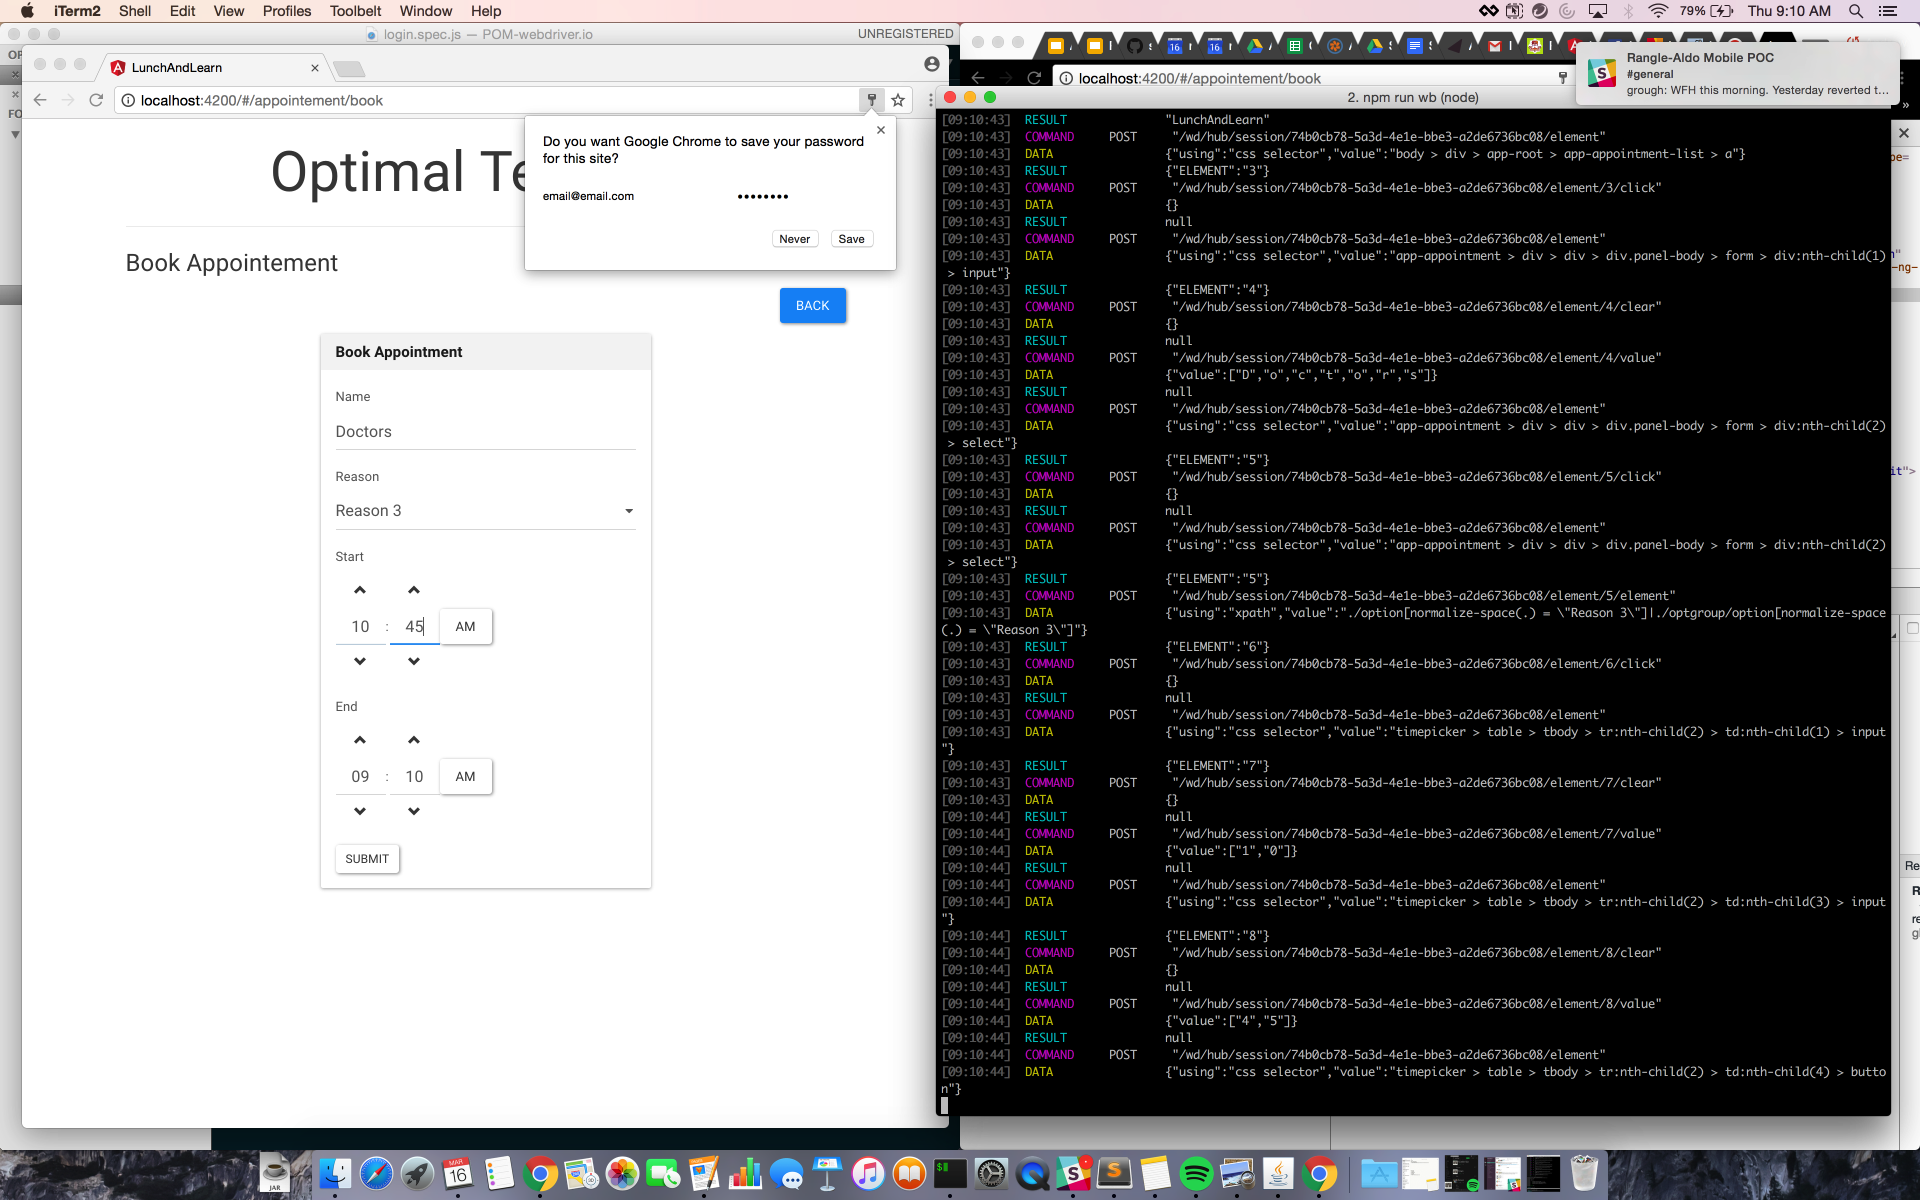 iTerm2 Shell Edit View Profiles Toolbelt Window Help
79% Thu 9:10 AM
login.spec.js — POM-webdriver.io
UNREGISTERED
OP
FO
LunchAndLearn
localhost:4200/#/appointement/book
Do you want Google Chrome to save your password
for this site?
email@email.com ••••••••
Never Save
Book Appointement
BACK
Book Appointment
Name
Doctors
Reason
Reason 3
Start
10 : 45 AM
End
09 : 10 AM
SUBMIT
localhost:4200/#/appointement/book
Rangle-Aldo Mobile POC
#general
grough: WFH this morning. Yesterday reverted t...
2. npm run wb (node)
[09:10:43] RESULT "LunchAndLearn"
[09:10:43] COMMAND POST "/wd/hub/session/74b0cb78-5a3d-4e1e-bbe3-a2de6736bc08/element"
[09:10:43] DATA {"using":"css selector","value":"body > div > app-root > app-appointment-list > a"}
[09:10:43] RESULT {"ELEMENT":"3"}
[09:10:43] COMMAND POST "/wd/hub/session/74b0cb78-5a3d-4e1e-bbe3-a2de6736bc08/element/3/click"
[09:10:43] DATA {}
[09:10:43] RESULT null
[09:10:43] COMMAND POST "/wd/hub/session/74b0cb78-5a3d-4e1e-bbe3-a2de6736bc08/element"
[09:10:43] DATA {"using":"css selector","value":"app-appointment > div > div > div.panel-body > form > div:nth-child(1)
> input"}
[09:10:43] RESULT {"ELEMENT":"4"}
[09:10:43] COMMAND POST "/wd/hub/session/74b0cb78-5a3d-4e1e-bbe3-a2de6736bc08/element/4/clear"
[09:10:43] DATA {}
[09:10:43] RESULT null
[09:10:43] COMMAND POST "/wd/hub/session/74b0cb78-5a3d-4e1e-bbe3-a2de6736bc08/element/4/value"
[09:10:43] DATA {"value":["D","o","c","t","o","r","s"]}
[09:10:43] RESULT null
[09:10:43] COMMAND POST "/wd/hub/session/74b0cb78-5a3d-4e1e-bbe3-a2de6736bc08/element"
[09:10:43] DATA {"using":"css selector","value":"app-appointment > div > div > div.panel-body > form > div:nth-child(2)
> select"}
[09:10:43] RESULT {"ELEMENT":"5"}
[09:10:43] COMMAND POST "/wd/hub/session/74b0cb78-5a3d-4e1e-bbe3-a2de6736bc08/element/5/click"
[09:10:43] DATA {}
[09:10:43] RESULT null
[09:10:43] COMMAND POST "/wd/hub/session/74b0cb78-5a3d-4e1e-bbe3-a2de6736bc08/element"
[09:10:43] DATA {"using":"css selector","value":"app-appointment > div > div > div.panel-body > form > div:nth-child(2)
> select"}
[09:10:43] RESULT {"ELEMENT":"5"}
[09:10:43] COMMAND POST "/wd/hub/session/74b0cb78-5a3d-4e1e-bbe3-a2de6736bc08/element/5/element"
[09:10:43] DATA {"using":"xpath","value":"./option[normalize-space(.) = \"Reason 3\"]|./optgroup/option[normalize-space
(.) = \"Reason 3\"]"}
[09:10:43] RESULT {"ELEMENT":"6"}
[09:10:43] COMMAND POST "/wd/hub/session/74b0cb78-5a3d-4e1e-bbe3-a2de6736bc08/element/6/click"
[09:10:43] DATA {}
[09:10:43] RESULT null
[09:10:43] COMMAND POST "/wd/hub/session/74b0cb78-5a3d-4e1e-bbe3-a2de6736bc08/element"
[09:10:43] DATA {"using":"css selector","value":"timepicker > table > tbody > tr:nth-child(2) > td:nth-child(1) > input
"}
[09:10:43] RESULT {"ELEMENT":"7"}
[09:10:43] COMMAND POST "/wd/hub/session/74b0cb78-5a3d-4e1e-bbe3-a2de6736bc08/element/7/clear"
[09:10:43] DATA {}
[09:10:44] RESULT null
[09:10:44] COMMAND POST "/wd/hub/session/74b0cb78-5a3d-4e1e-bbe3-a2de6736bc08/element/7/value"
[09:10:44] DATA {"value":["1","0"]}
[09:10:44] RESULT null
[09:10:44] COMMAND POST "/wd/hub/session/74b0cb78-5a3d-4e1e-bbe3-a2de6736bc08/element"
[09:10:44] DATA {"using":"css selector","value":"timepicker > table > tbody > tr:nth-child(2) > td:nth-child(3) > input
"}
[09:10:44] RESULT {"ELEMENT":"8"}
[09:10:44] COMMAND POST "/wd/hub/session/74b0cb78-5a3d-4e1e-bbe3-a2de6736bc08/element/8/clear"
[09:10:44] DATA {}
[09:10:44] RESULT null
[09:10:44] COMMAND POST "/wd/hub/session/74b0cb78-5a3d-4e1e-bbe3-a2de6736bc08/element/8/value"
[09:10:44] DATA {"value":["4","5"]}
[09:10:44] RESULT null
[09:10:44] COMMAND POST "/wd/hub/session/74b0cb78-5a3d-4e1e-bbe3-a2de6736bc08/element"
[09:10:44] DATA {"using":"css selector","value":"timepicker > table > tbody > tr:nth-child(2) > td:nth-child(4) > butto
n"}
Optimal
JAR
MAR
16